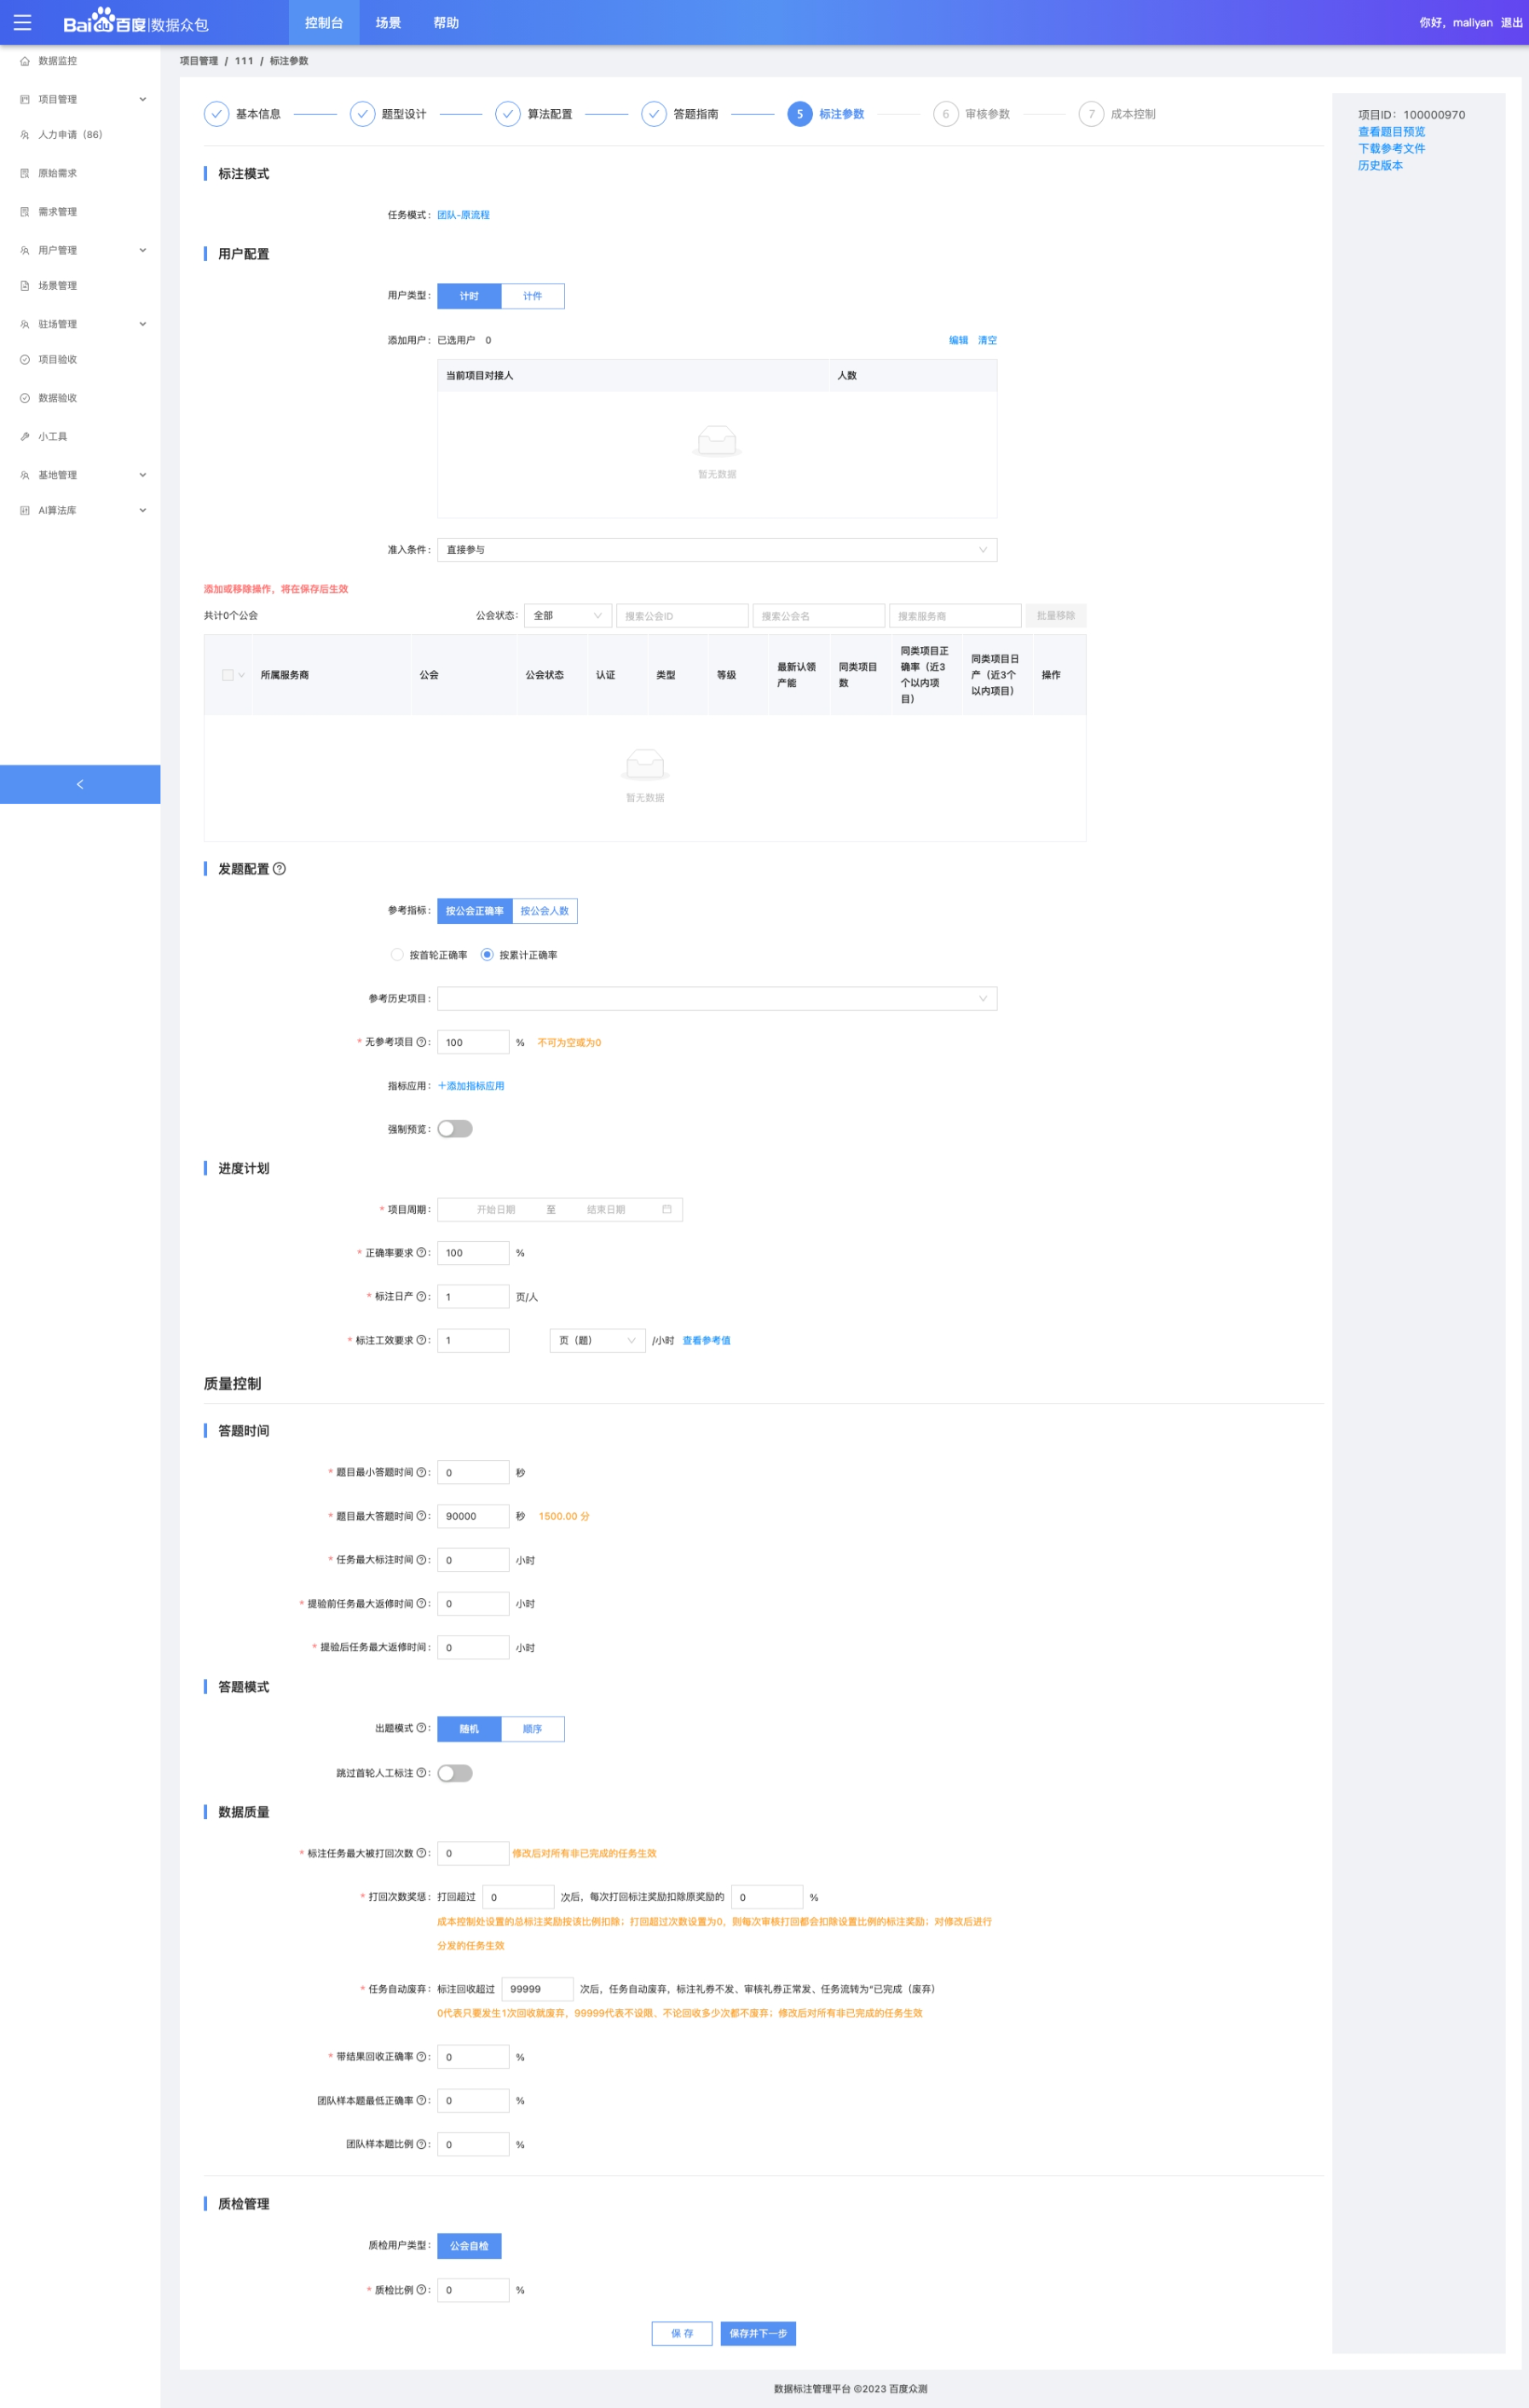 Bai du 百度 | 数据众包 控制台 场景 帮助 你好，maliyan 退出
数据监控
项目管理
人力申请（86）
原始需求
需求管理
用户管理
场景管理
驻场管理
项目验收
数据验收
小工具
基地管理
AI算法库
项目管理 / 111 / 标注参数
基本信息 题型设计 算法配置 答题指南 5 标注参数 6 审核参数 7 成本控制
项目ID：100000970
查看题目预览
下载参考文件
历史版本
标注模式
任务模式： 团队-原流程
用户配置
用户类型： 计时 计件
添加用户： 已选用户 0 编辑 清空
当前项目对接人 人数
暂无数据
准入条件： 直接参与
添加或移除操作，将在保存后生效
共计0个公会 公会状态： 全部 搜索公会ID 搜索公会名 搜索服务商 批量移除
所属服务商 公会 公会状态 认证 类型 等级 最新认领产能 同类项目数 同类项目正确率（近3个以内项目） 同类项目日产（近3个以内项目） 操作
暂无数据
发题配置
参考指标： 按公会正确率 按公会人数
按首轮正确率 按累计正确率
参考历史项目：
* 无参考项目 ： 100 % 不可为空或为0
指标应用： +添加指标应用
强制预览：
进度计划
* 项目周期： 开始日期 至 结束日期
* 正确率要求 ： 100 %
* 标注日产 ： 1 页/人
* 标注工效要求 ： 1 页（题） /小时 查看参考值
质量控制
答题时间
* 题目最小答题时间 ： 0 秒
* 题目最大答题时间 ： 90000 秒 1500.00 分
* 任务最大标注时间 ： 0 小时
* 提验前任务最大返修时间 ： 0 小时
* 提验后任务最大返修时间： 0 小时
答题模式
出题模式 ： 随机 顺序
跳过首轮人工标注 ：
数据质量
* 标注任务最大被打回次数 ： 0 修改后对所有非已完成的任务生效
* 打回次数奖惩： 打回超过 0 次后，每次打回标注奖励扣除原奖励的 0 %
成本控制处设置的总标注奖励按该比例扣除；打回超过次数设置为0，则每次审核打回都会扣除设置比例的标注奖励；对修改后进行
分发的任务生效
* 任务自动废弃： 标注回收超过 99999 次后，任务自动废弃，标注礼券不发、审核礼券正常发、任务流转为"已完成（废弃）
0代表只要发生1次回收就废弃，99999代表不设限、不论回收多少次都不废弃；修改后对所有非已完成的任务生效
* 带结果回收正确率 ： 0 %
团队样本题最低正确率 ： 0 %
团队样本题比例 ： 0 %
质检管理
质检用户类型： 公会自检
* 质检比例 ： 0 %
保 存 保存并下一步
数据标注管理平台 ©2023 百度众测